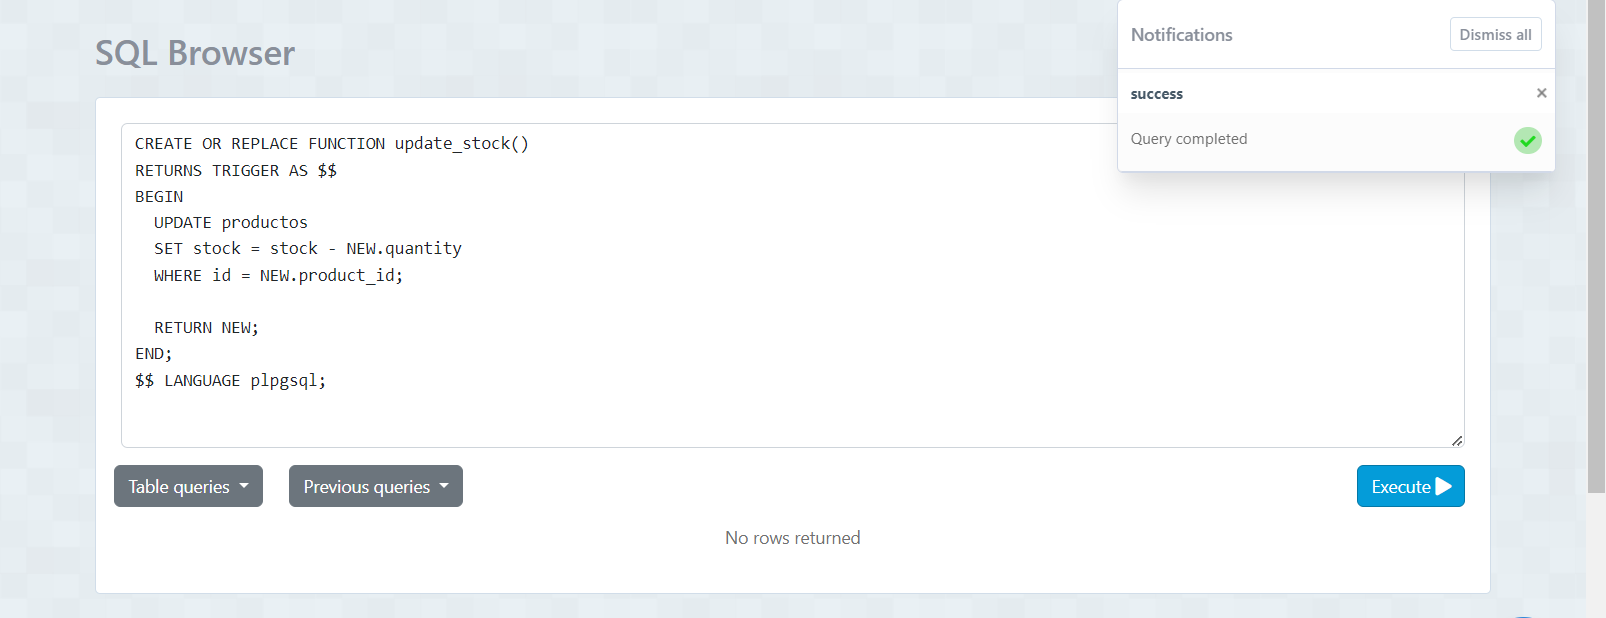 SQL Browser
Notifications
Dismiss all
success
×
Query completed
CREATE OR REPLACE FUNCTION update_stock()
RETURNS TRIGGER AS $$
BEGIN
  UPDATE productos
  SET stock = stock - NEW.quantity
  WHERE id = NEW.product_id;
  RETURN NEW;
END;
$$ LANGUAGE plpgsql;
Table queries
Previous queries
Execute
No rows returned